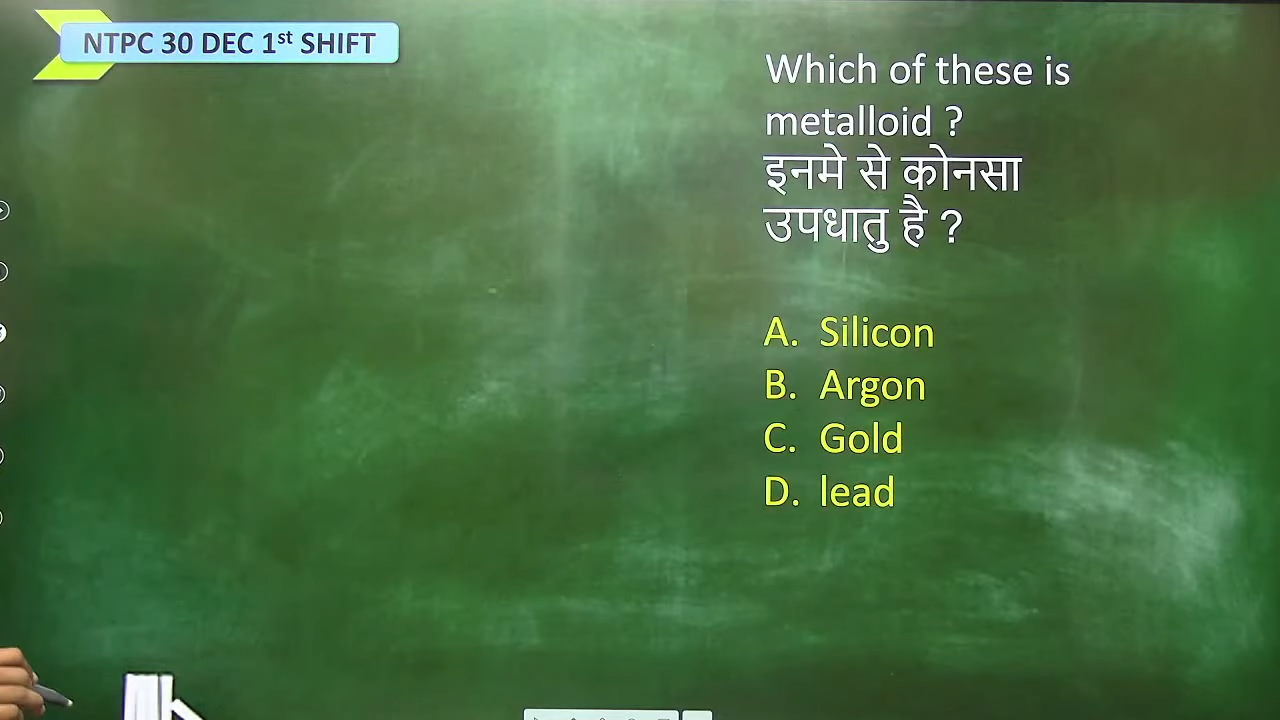 NTPC 30 DEC 1st SHIFT
Which of these is
metalloid ?
इनमे से कोनसा
उपधातु है ?
A. Silicon
B. Argon
C. Gold
D. lead